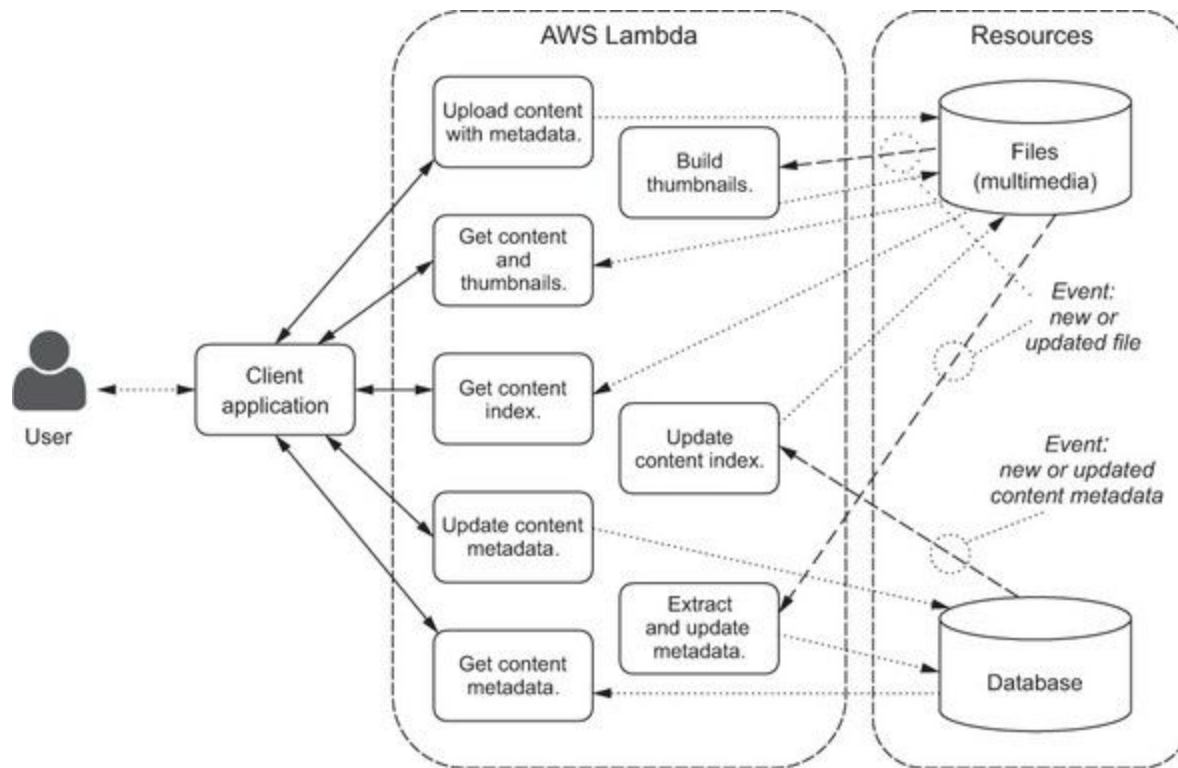 AWS Lambda
Resources
Upload content
with metadata.
Build
thumbnails.
Files
(multimedia)
Get content
and
thumbnails.
Event:
new or
updated file
Client
application
User
Get content
index.
Update
content index.
Event:
new or updated
content metadata
Update content
metadata.
Extract
and update
metadata.
Get content
metadata.
Database